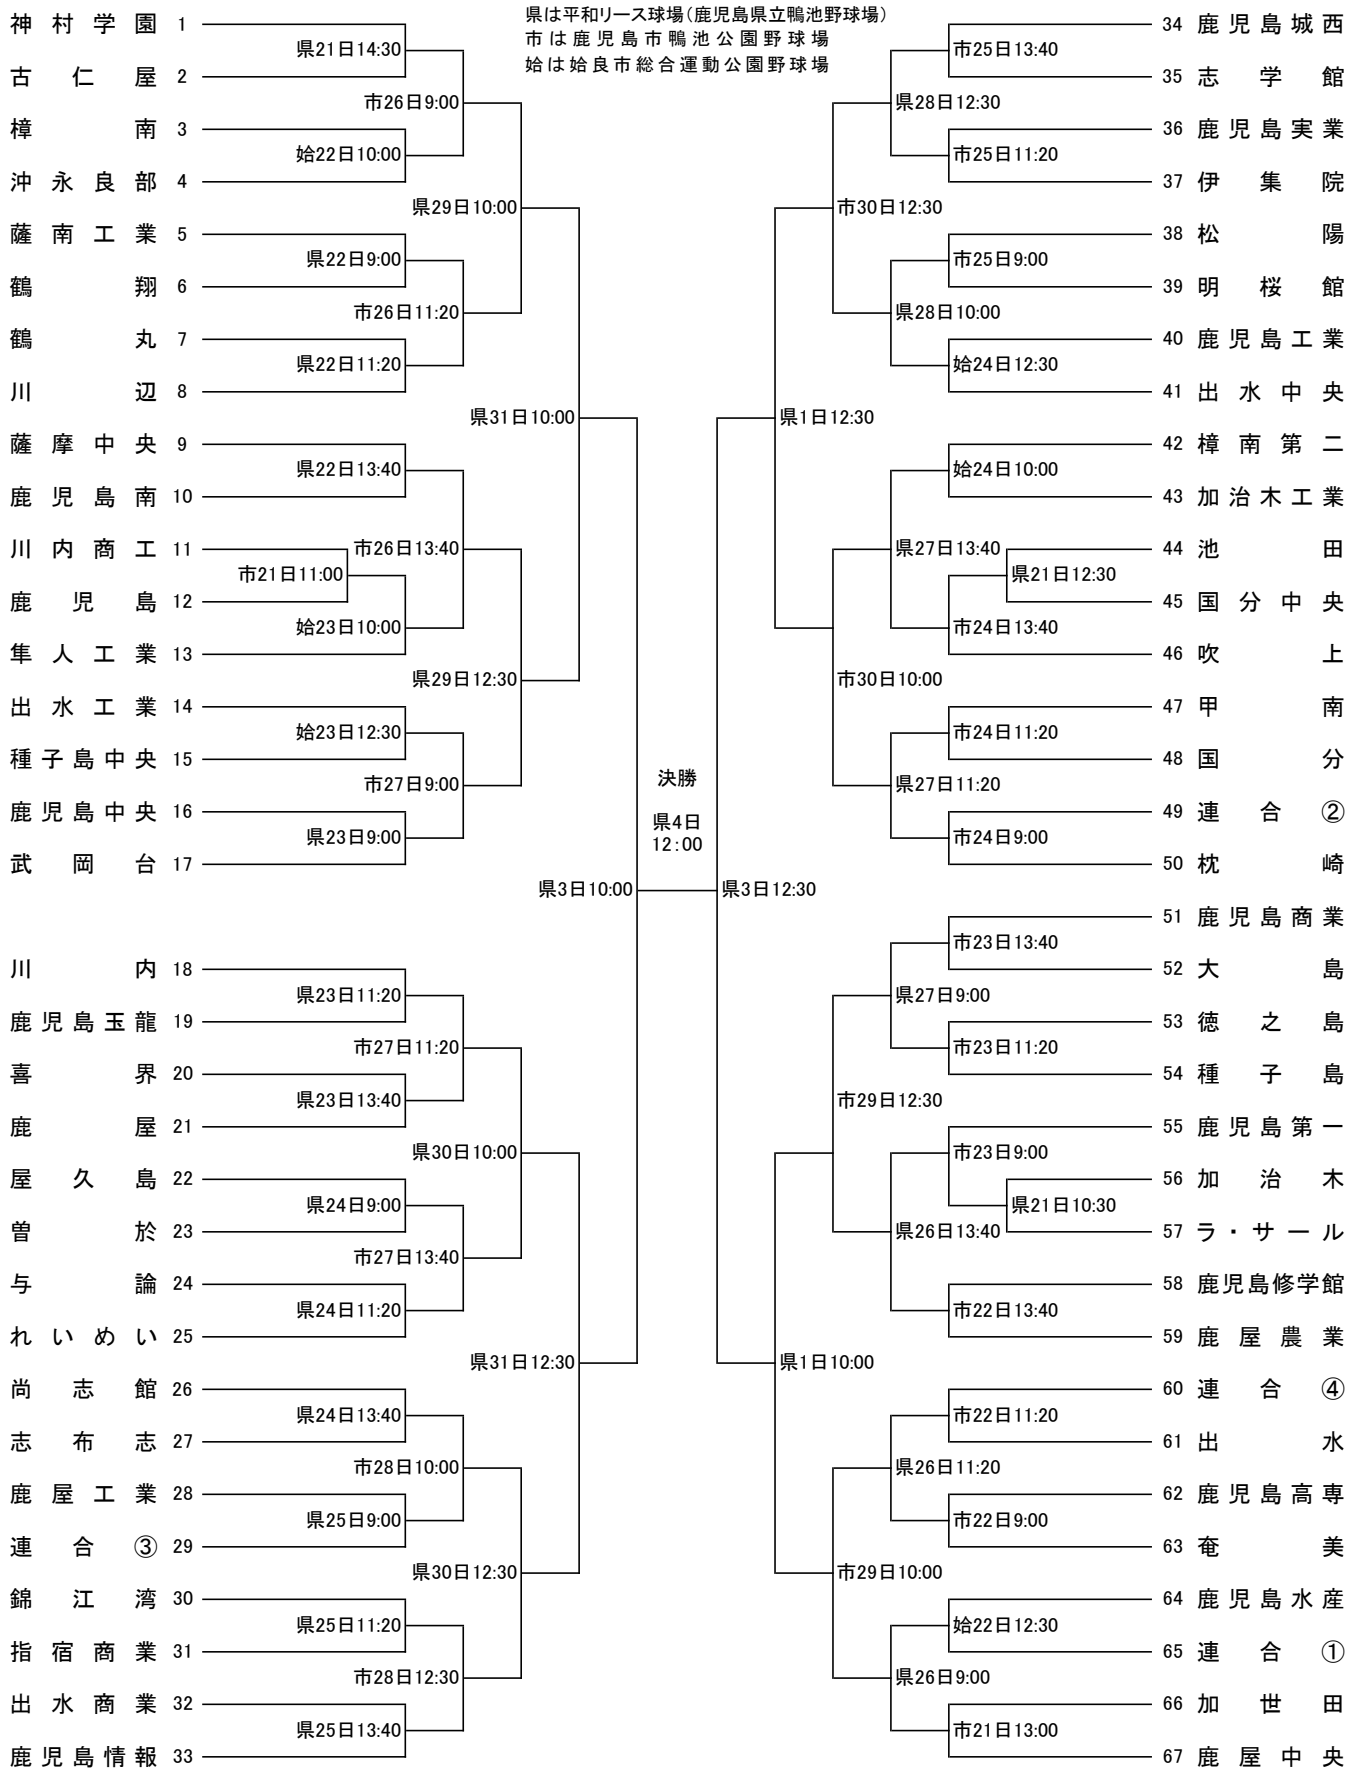 県は平和リース球場(鹿児島県立鴨池野球場)
市は鹿児島市鴨池公園野球場
姶は姶良市総合運動公園野球場
神村学園 1
県21日14:30
古仁屋 2
市26日9:00
樟南 3
姶22日10:00
沖永良部 4
県29日10:00
薩南工業 5
県22日9:00
鶴翔 6
市26日11:20
鶴丸 7
県22日11:20
川辺 8
県31日10:00
薩摩中央 9
県22日13:40
鹿児島南 10
川内商工 11
市26日13:40
市21日11:00
鹿児島 12
姶23日10:00
隼人工業 13
県29日12:30
出水工業 14
姶23日12:30
種子島中央 15
市27日9:00
鹿児島中央 16
県23日9:00
武岡台 17
県3日10:00
川内 18
県23日11:20
鹿児島玉龍 19
市27日11:20
喜界 20
県23日13:40
鹿屋 21
県30日10:00
屋久島 22
県24日9:00
曽於 23
市27日13:40
与論 24
県24日11:20
れいめい 25
県31日12:30
尚志館 26
県24日13:40
志布志 27
市28日10:00
鹿屋工業 28
県25日9:00
連合③ 29
県30日12:30
錦江湾 30
県25日11:20
指宿商業 31
市28日12:30
出水商業 32
県25日13:40
鹿児島情報 33
決勝
県4日
12:00
34 鹿児島城西
市25日13:40
35 志学館
県28日12:30
36 鹿児島実業
市25日11:20
37 伊集院
市30日12:30
38 松陽
市25日9:00
39 明桜館
県28日10:00
40 鹿児島工業
姶24日12:30
41 出水中央
県1日12:30
42 樟南第二
姶24日10:00
43 加治木工業
県27日13:40
44 池田
県21日12:30
45 国分中央
市24日13:40
46 吹上
市30日10:00
47 甲南
市24日11:20
48 国分
県27日11:20
49 連合②
市24日9:00
50 枕崎
県3日12:30
51 鹿児島商業
市23日13:40
52 大島
県27日9:00
53 徳之島
市23日11:20
54 種子島
市29日12:30
55 鹿児島第一
市23日9:00
56 加治木
県21日10:30
57 ラ・サール
県26日13:40
58 鹿児島修学館
市22日13:40
59 鹿屋農業
県1日10:00
60 連合④
市22日11:20
61 出水
県26日11:20
62 鹿児島高専
市22日9:00
63 奄美
市29日10:00
64 鹿児島水産
姶22日12:30
65 連合①
県26日9:00
66 加世田
市21日13:00
67 鹿屋中央